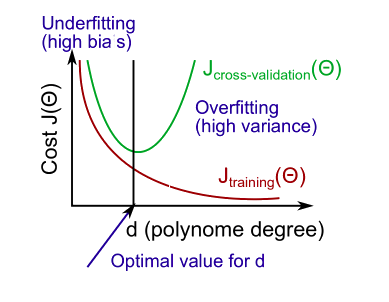 Underfitting
(high bias)
Jcross-validation(Θ)
Overfitting
(high variance)
Cost J(Θ)
Jtraining(Θ)
d (polynome degree)
Optimal value for d